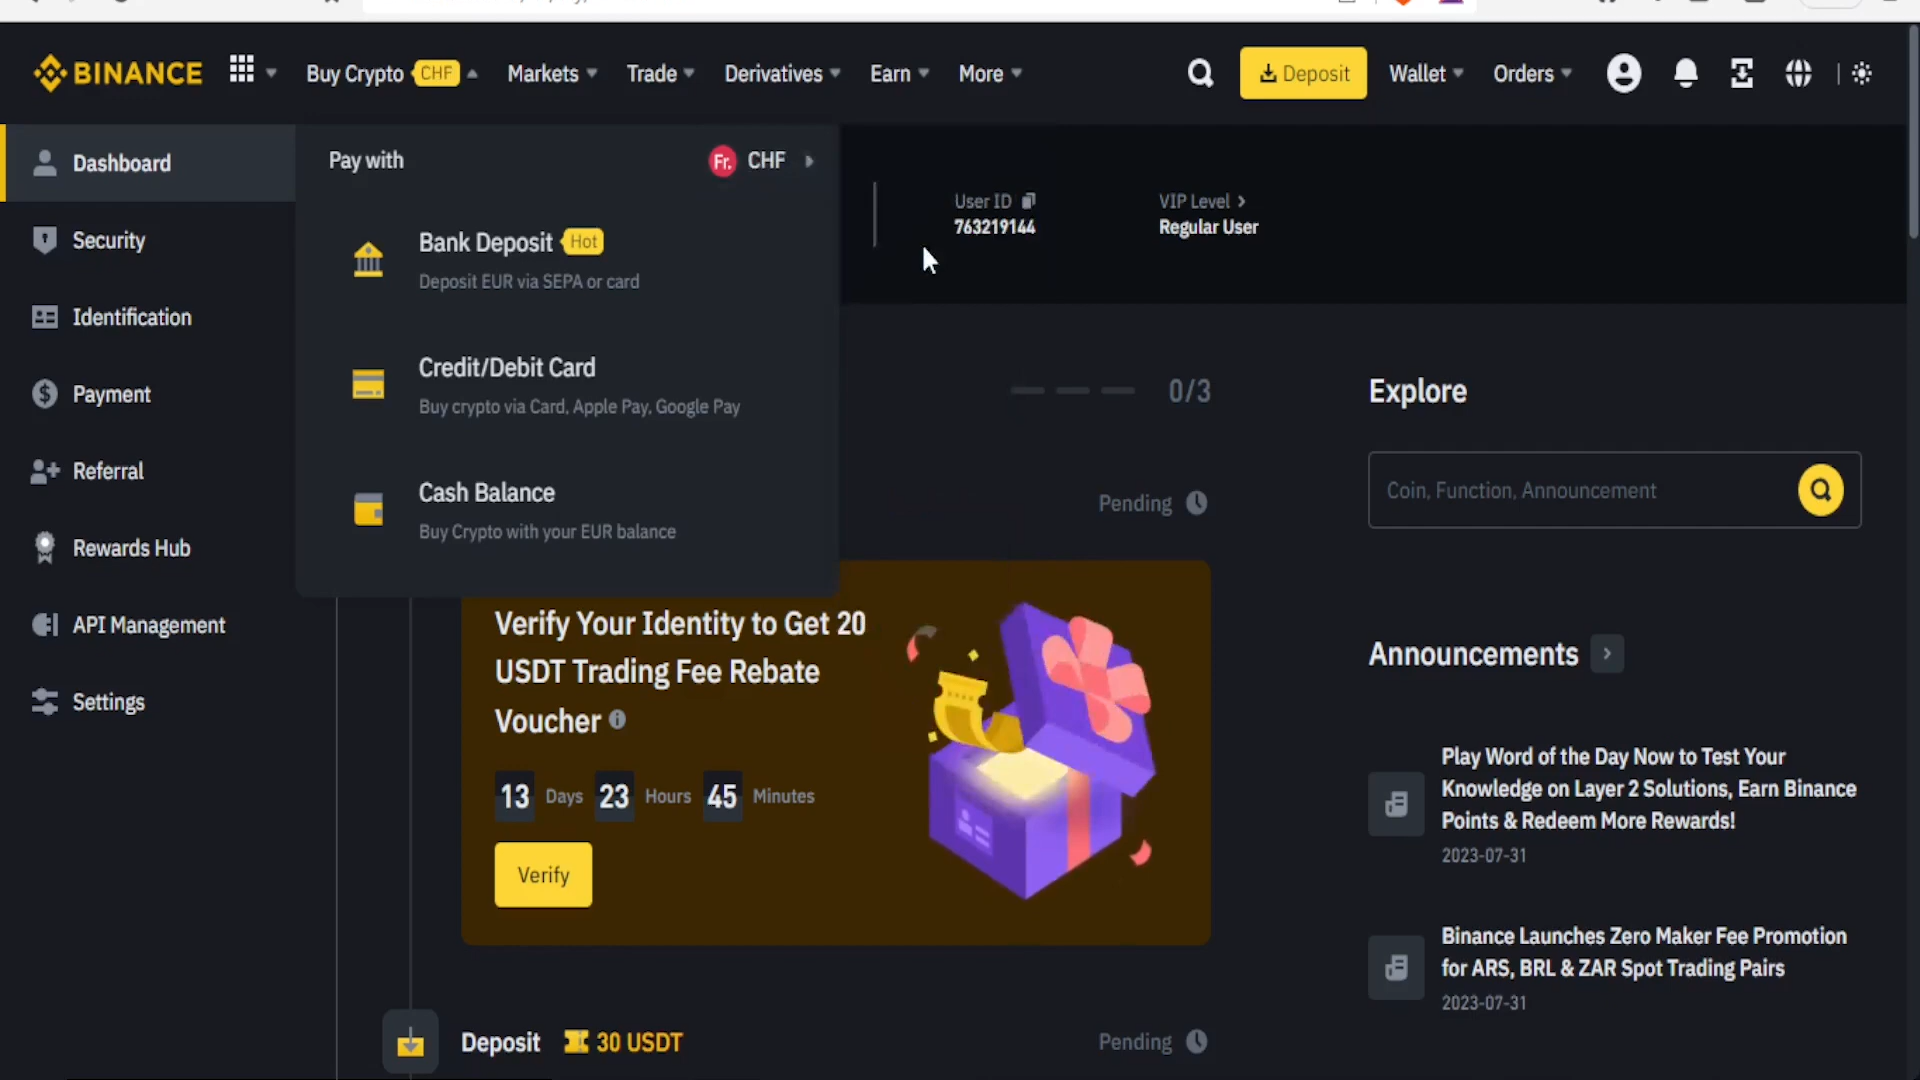 BINANCE
Buy Crypto CHF
Markets
Trade
Derivatives
Earn
More
Deposit
Wallet
Orders
Dashboard
Security
Identification
Payment
Referral
Rewards Hub
API Management
Settings
Pay with
Fr. CHF
Bank Deposit Hot
Deposit EUR via SEPA or card
Credit/Debit Card
Buy crypto via Card, Apple Pay, Google Pay
Cash Balance
Buy Crypto with your EUR balance
User ID
763219144
VIP Level
Regular User
0/3
Pending
Verify Your Identity to Get 20
USDT Trading Fee Rebate
Voucher
13 Days 23 Hours 45 Minutes
Verify
Deposit 30 USDT
Pending
Explore
Coin, Function, Announcement
Announcements
Play Word of the Day Now to Test Your
Knowledge on Layer 2 Solutions, Earn Binance
Points & Redeem More Rewards!
2023-07-31
Binance Launches Zero Maker Fee Promotion
for ARS, BRL & ZAR Spot Trading Pairs
2023-07-31